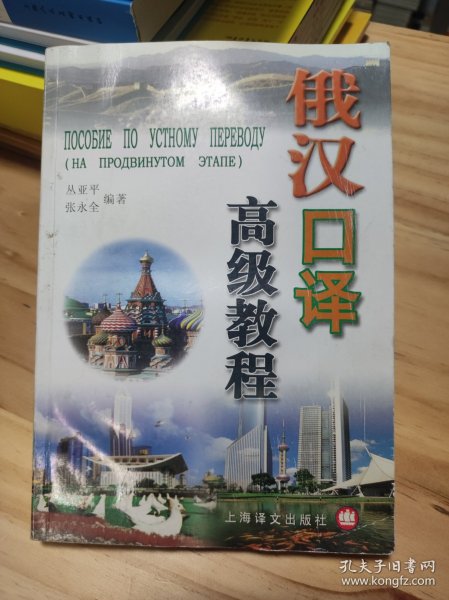 ПОСОБИЕ ПО УСТНОМУ ПЕРЕВОДУ
(НА ПРОДВИНУТОМ ЭТАПЕ)
丛亚平
张永全
编著
俄汉口译
高级教程
上海译文出版社
孔夫子旧书网
www.kongfz.com